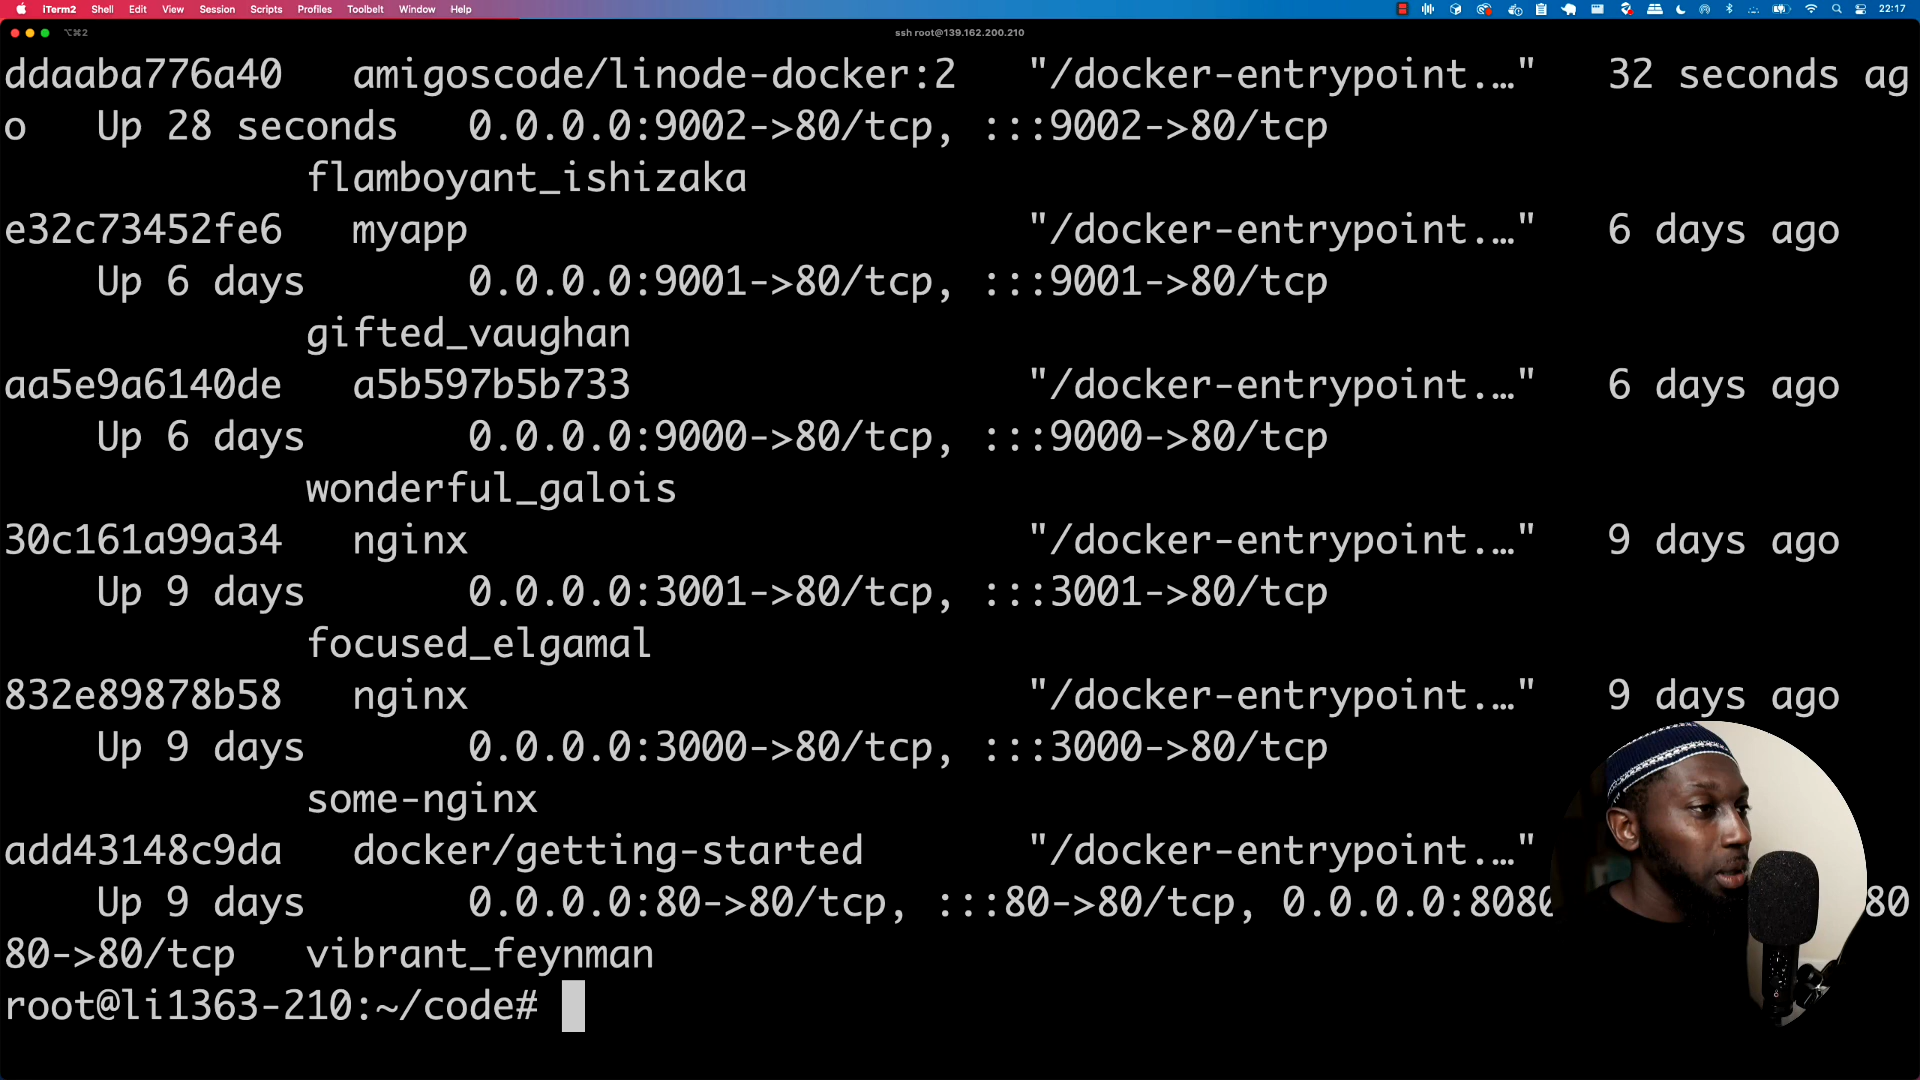 iTerm2 Shell Edit View Session Scripts Profiles Toolbelt Window Help 22:17
⌥⌘2 ssh root@139.162.200.210
ddaaba776a40 amigoscode/linode-docker:2 "/docker-entrypoint.…" 32 seconds ag
o Up 28 seconds 0.0.0.0:9002->80/tcp, :::9002->80/tcp
flamboyant_ishizaka
e32c73452fe6 myapp "/docker-entrypoint.…" 6 days ago
Up 6 days 0.0.0.0:9001->80/tcp, :::9001->80/tcp
gifted_vaughan
aa5e9a6140de a5b597b5b733 "/docker-entrypoint.…" 6 days ago
Up 6 days 0.0.0.0:9000->80/tcp, :::9000->80/tcp
wonderful_galois
30c161a99a34 nginx "/docker-entrypoint.…" 9 days ago
Up 9 days 0.0.0.0:3001->80/tcp, :::3001->80/tcp
focused_elgamal
832e89878b58 nginx "/docker-entrypoint.…" 9 days ago
Up 9 days 0.0.0.0:3000->80/tcp, :::3000->80/tcp
some-nginx
add43148c9da docker/getting-started "/docker-entrypoint.…"
Up 9 days 0.0.0.0:80->80/tcp, :::80->80/tcp, 0.0.0.0:8080 80
80->80/tcp vibrant_feynman
root@li1363-210:~/code#